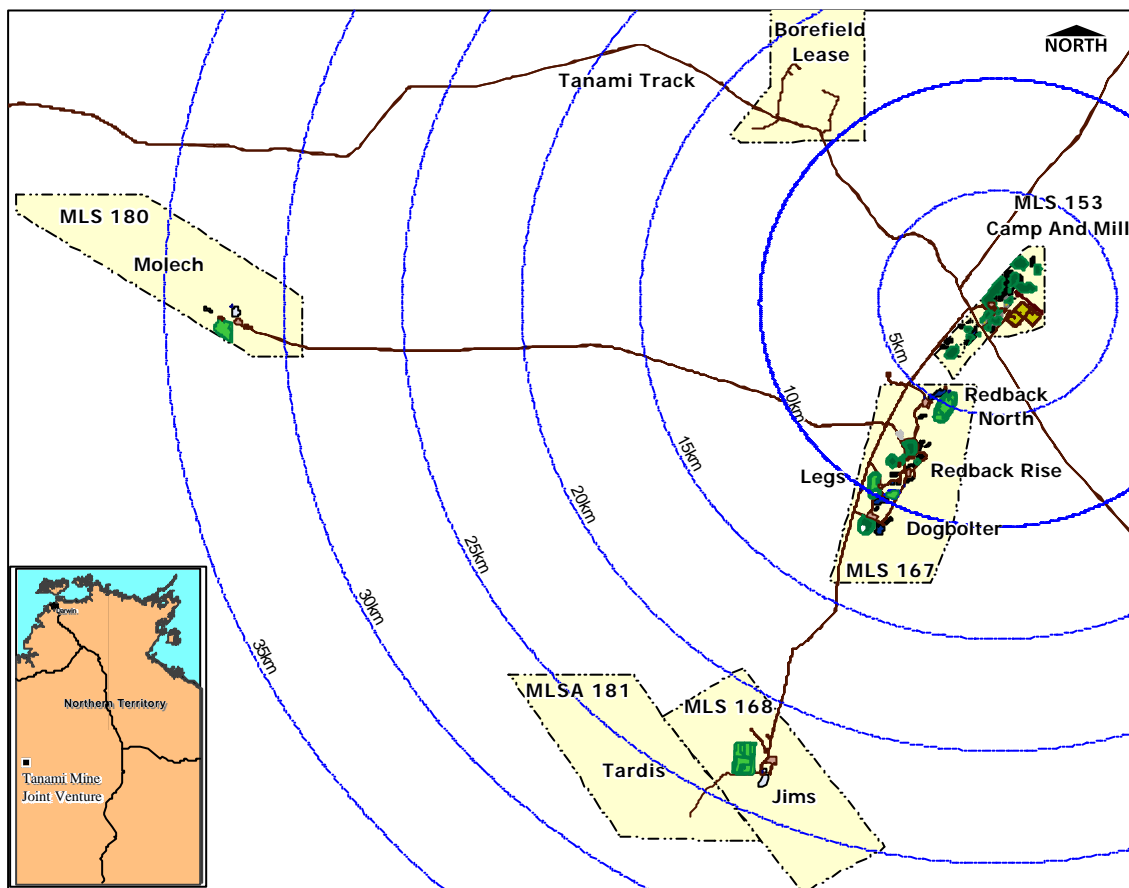 Borefield
Lease
NORTH
Tanami Track
MLS 153
Camp And Mill
MLS 180
Molech
5km
10km
15km
20km
25km
30km
35km
Redback
North
Legs
Redback Rise
Dogbolter
MLS 167
MLSA 181
MLS 168
Tardis
Jims
Darwin
Northern Territory
Tanami Mine
Joint Venture